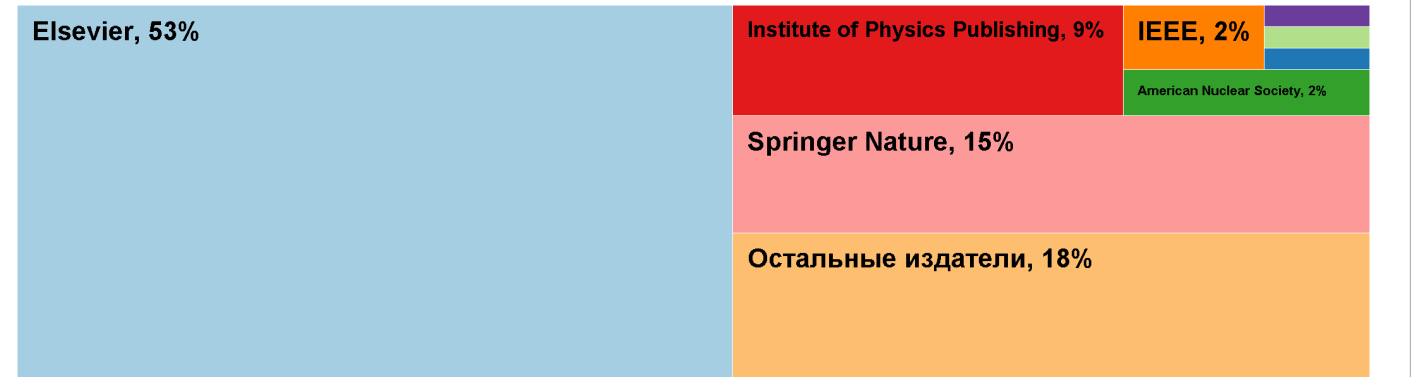 Elsevier, 53%
Institute of Physics Publishing, 9%
IEEE, 2%
American Nuclear Society, 2%
Springer Nature, 15%
Остальные издатели, 18%